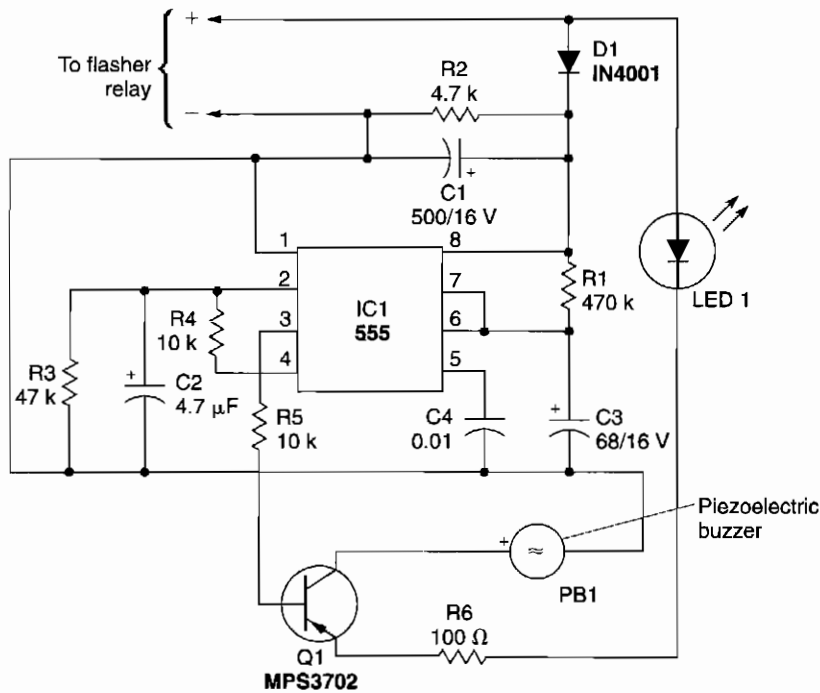 +
To flasher
relay
−
D1
IN4001
R2
4.7 k
+
C1
500/16 V
1
2
3
4
8
7
6
5
IC1
555
R1
470 k
LED 1
R3
47 k
+
C2
4.7 μF
R4
10 k
R5
10 k
C4
0.01
+
C3
68/16 V
Piezoelectric
buzzer
+
≈
PB1
R6
100 Ω
Q1
MPS3702